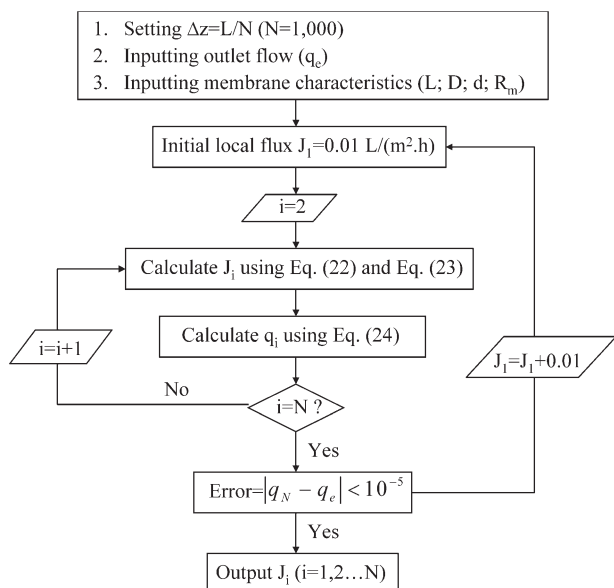 1. Setting Δz=L/N (N=1,000)
2. Inputting outlet flow (qₑ)
3. Inputting membrane characteristics (L; D; d; Rₘ)
Initial local flux J₁=0.01 L/(m².h)
i=2
Calculate Jᵢ using Eq. (22) and Eq. (23)
Calculate qᵢ using Eq. (24)
i=i+1
J₁=J₁+0.01
No
i=N ?
Yes
Error=|q_N − q_e| < 10⁻⁵
Yes
Output Jᵢ (i=1,2…N)